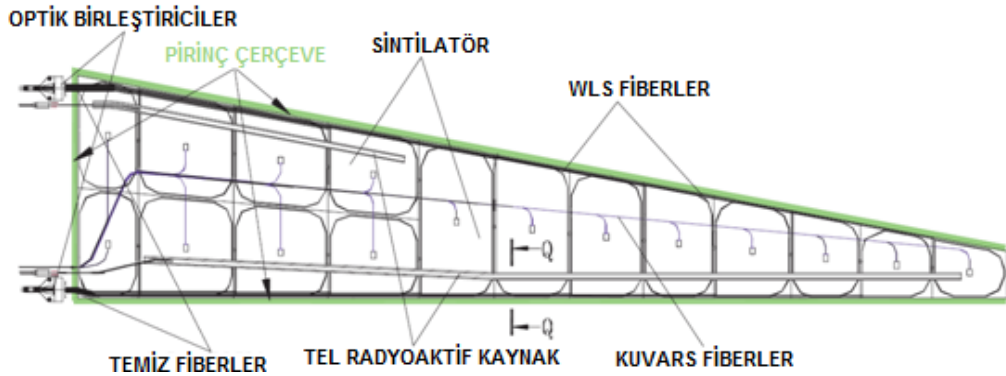 OPTİK BİRLEŞTİRİCİLER
PİRİNÇ ÇERÇEVE
SİNTİLATÖR
WLS FİBERLER
Q
Q
TEMİZ FİBERLER
TEL RADYOAKTİF KAYNAK
KUVARS FİBERLER